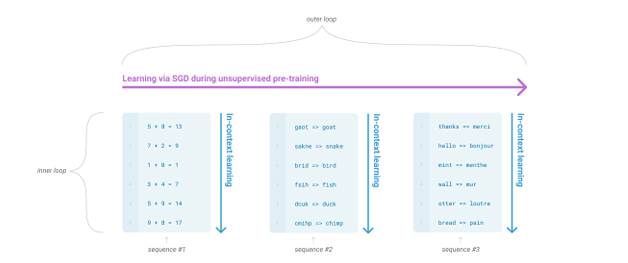 outer loop
Learning via SGD during unsupervised pre-training
inner loop
5 + 8 = 13
7 + 2 = 9
1 + 0 = 1
3 + 4 = 7
5 + 9 = 14
9 + 8 = 17
In-context learning
sequence #1
gaot => goat
sakne => snake
brid => bird
fsih => fish
dcuk => duck
cmihp => chimp
In-context learning
sequence #2
thanks => merci
hello => bonjour
mint => menthe
wall => mur
otter => loutre
bread => pain
In-context learning
sequence #3